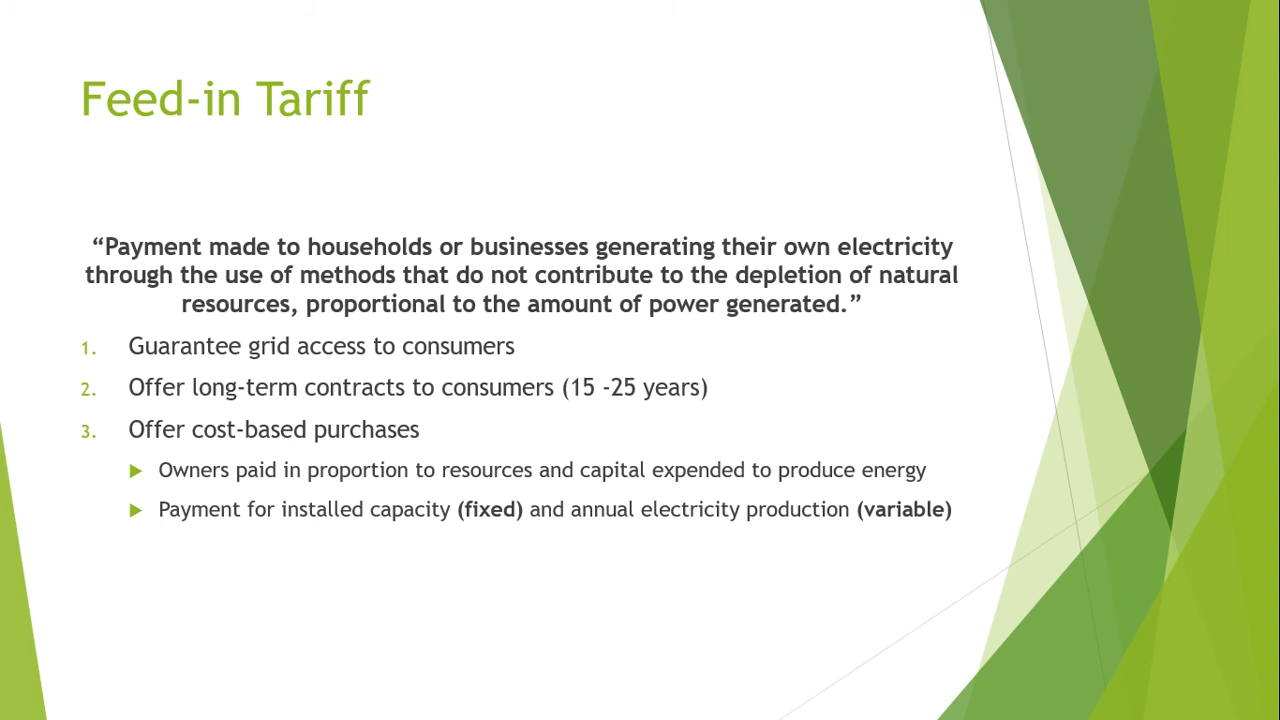 Feed-in Tariff
“Payment made to households or businesses generating their own electricity
through the use of methods that do not contribute to the depletion of natural
resources, proportional to the amount of power generated.”
1. Guarantee grid access to consumers
2. Offer long-term contracts to consumers (15 -25 years)
3. Offer cost-based purchases
Owners paid in proportion to resources and capital expended to produce energy
Payment for installed capacity (fixed) and annual electricity production (variable)